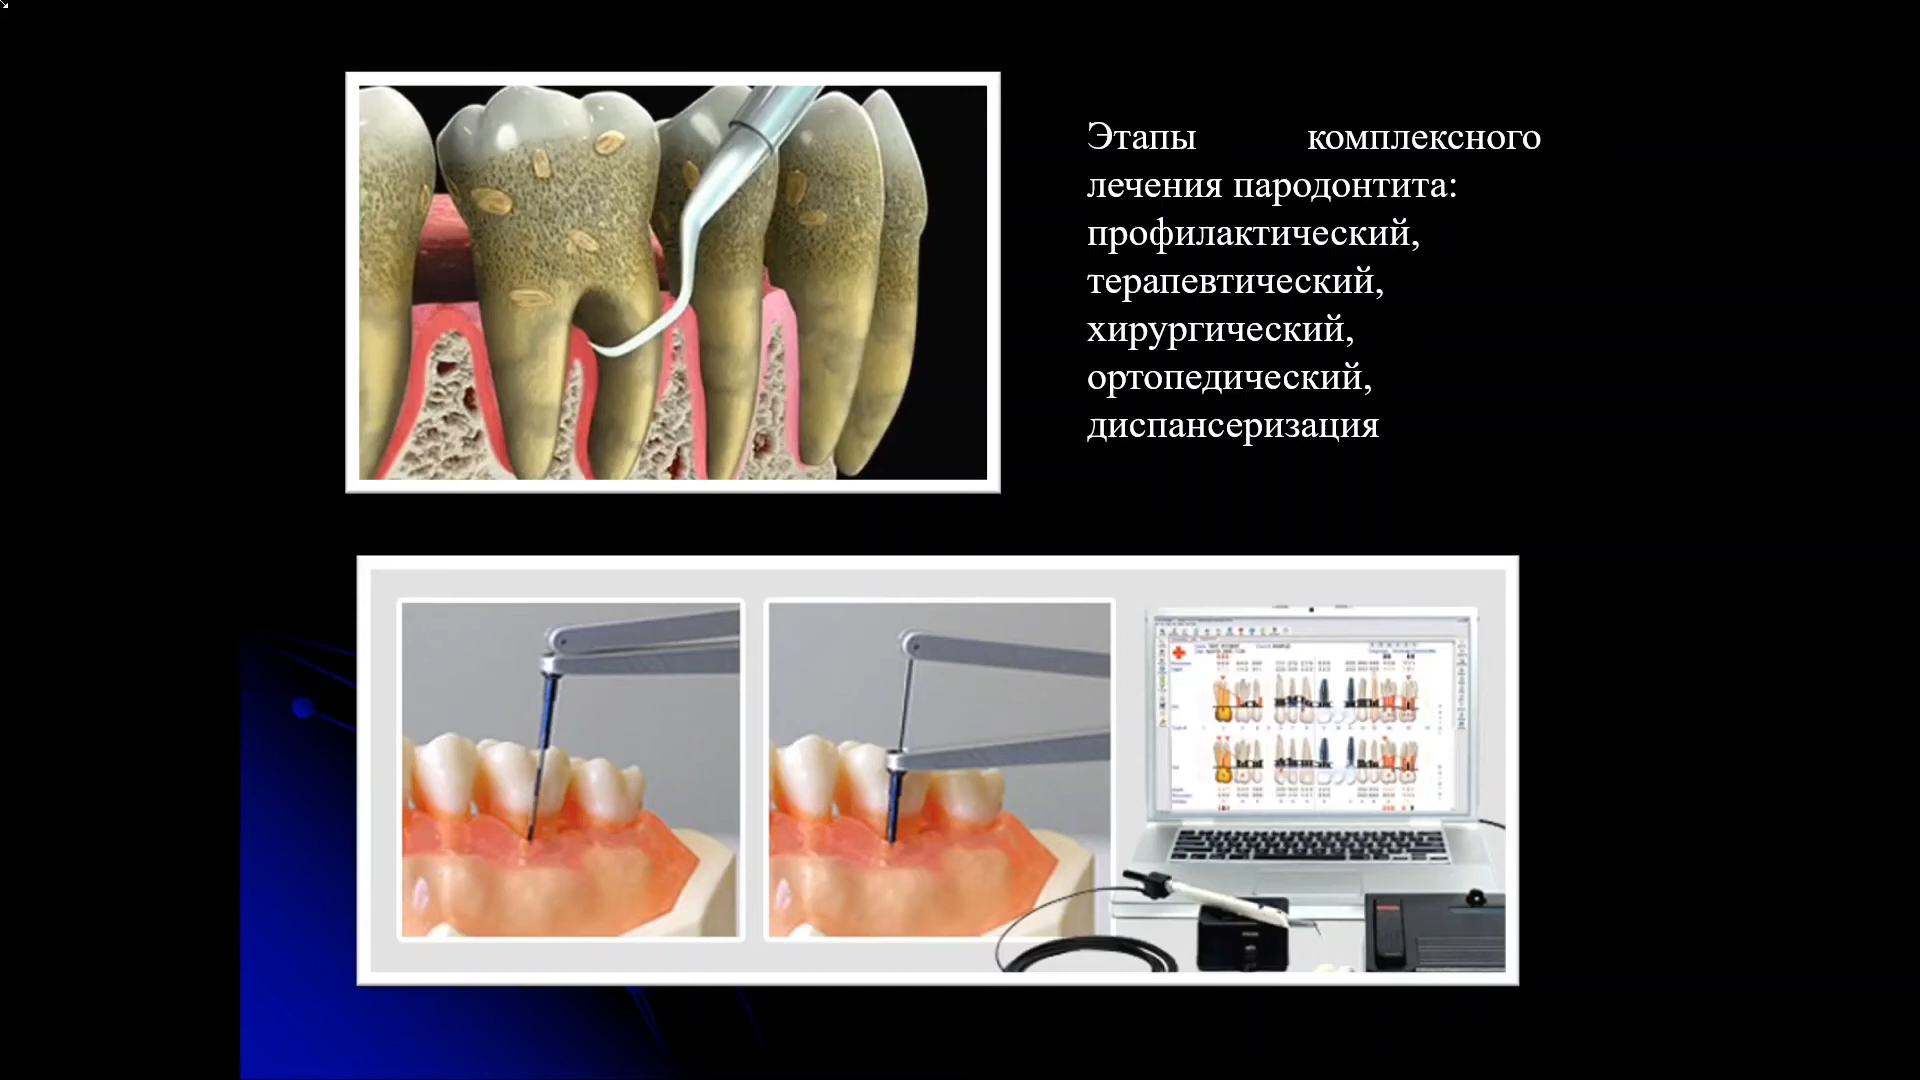 Этапы комплексного
лечения пародонтита:
профилактический,
терапевтический,
хирургический,
ортопедический,
диспансеризация